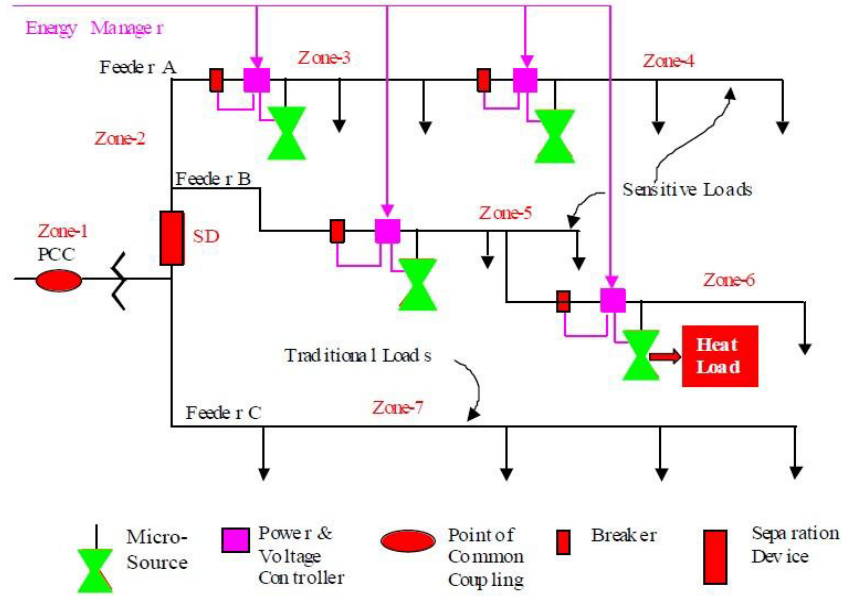 Energy Manager
Feeder A
Zone-3
Zone-4
Zone-2
Feeder B
Sensitive Loads
Zone-5
Zone-1
PCC
SD
Zone-6
Heat
Load
Traditional Loads
Feeder C
Zone-7
Micro-
Source
Power &
Voltage
Controller
Point of
Common
Coupling
Breaker
Separation
Device